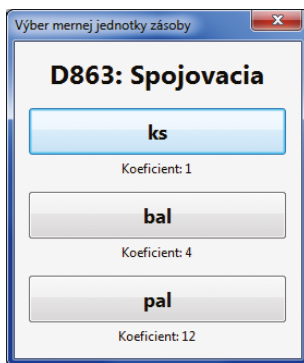 Výber mernej jednotky zásoby
D863: Spojovacia
ks
Koeficient: 1
bal
Koeficient: 4
pal
Koeficient: 12